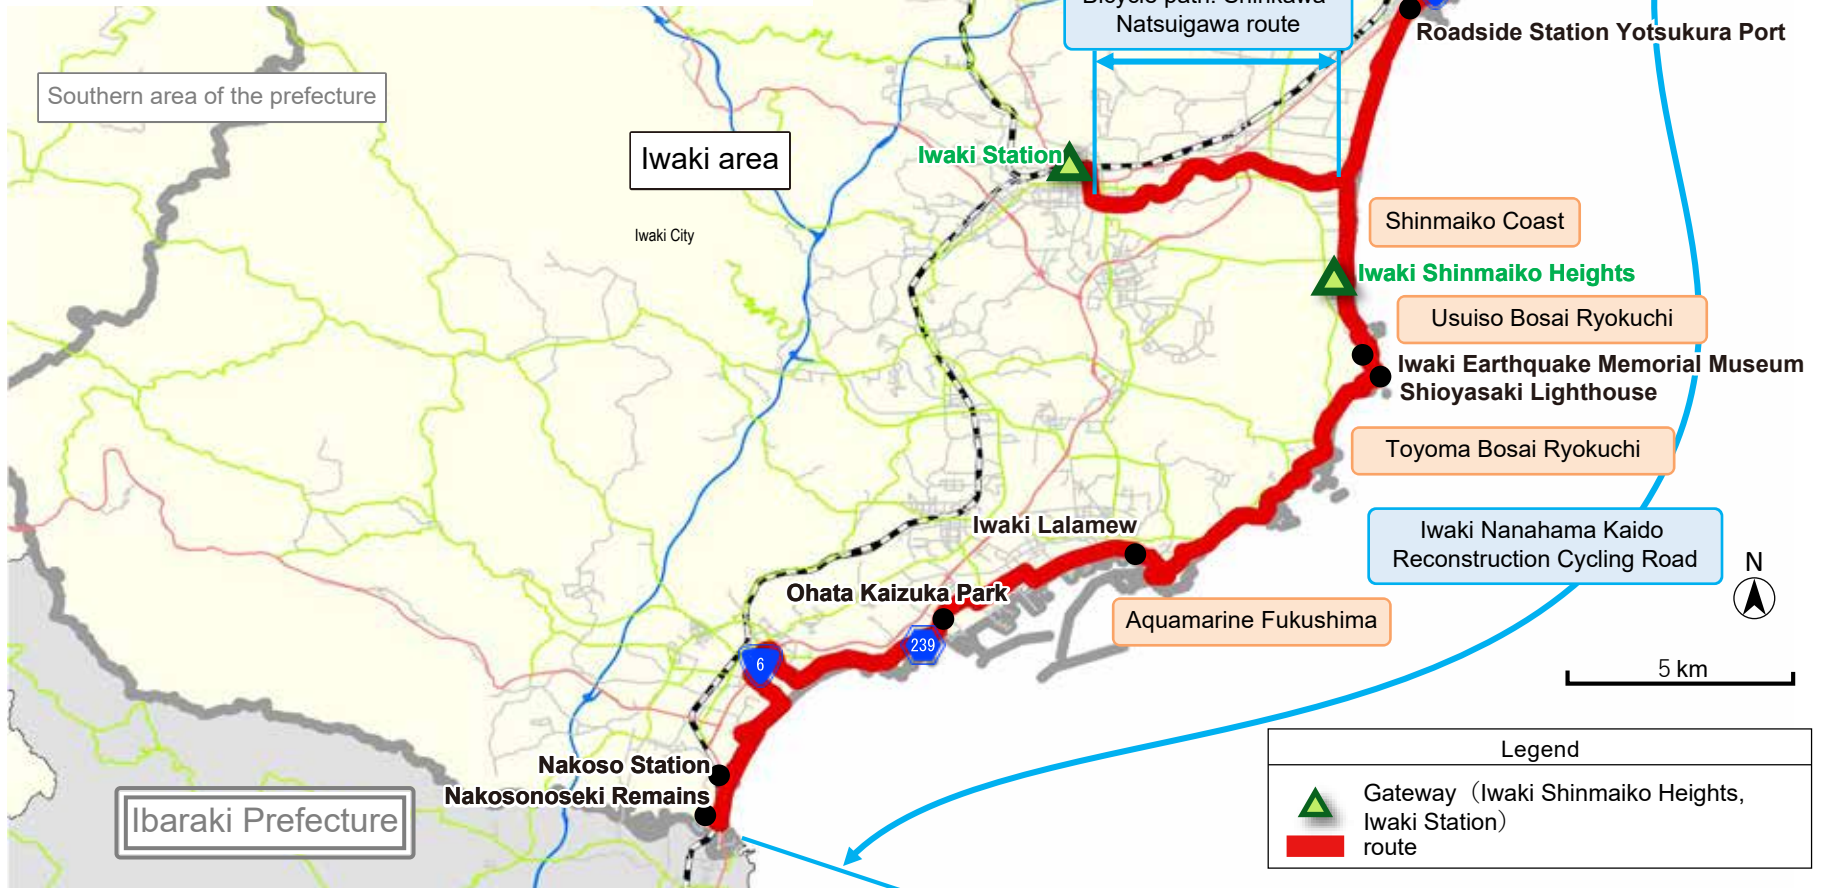 Bicycle path: Shinkawa
Natsuigawa route
Roadside Station Yotsukura Port
Southern area of the prefecture
Iwaki area
Iwaki Station
Iwaki City
Shinmaiko Coast
Iwaki Shinmaiko Heights
Usuiso Bosai Ryokuchi
Iwaki Earthquake Memorial Museum
Shioyasaki Lighthouse
Toyoma Bosai Ryokuchi
Iwaki Lalamew
Iwaki Nanahama Kaido
Reconstruction Cycling Road
N
Ohata Kaizuka Park
Aquamarine Fukushima
239
6
5 km
Nakoso Station
Nakosonoseki Remains
Ibaraki Prefecture
Legend
Gateway（Iwaki Shinmaiko Heights,
Iwaki Station）
route